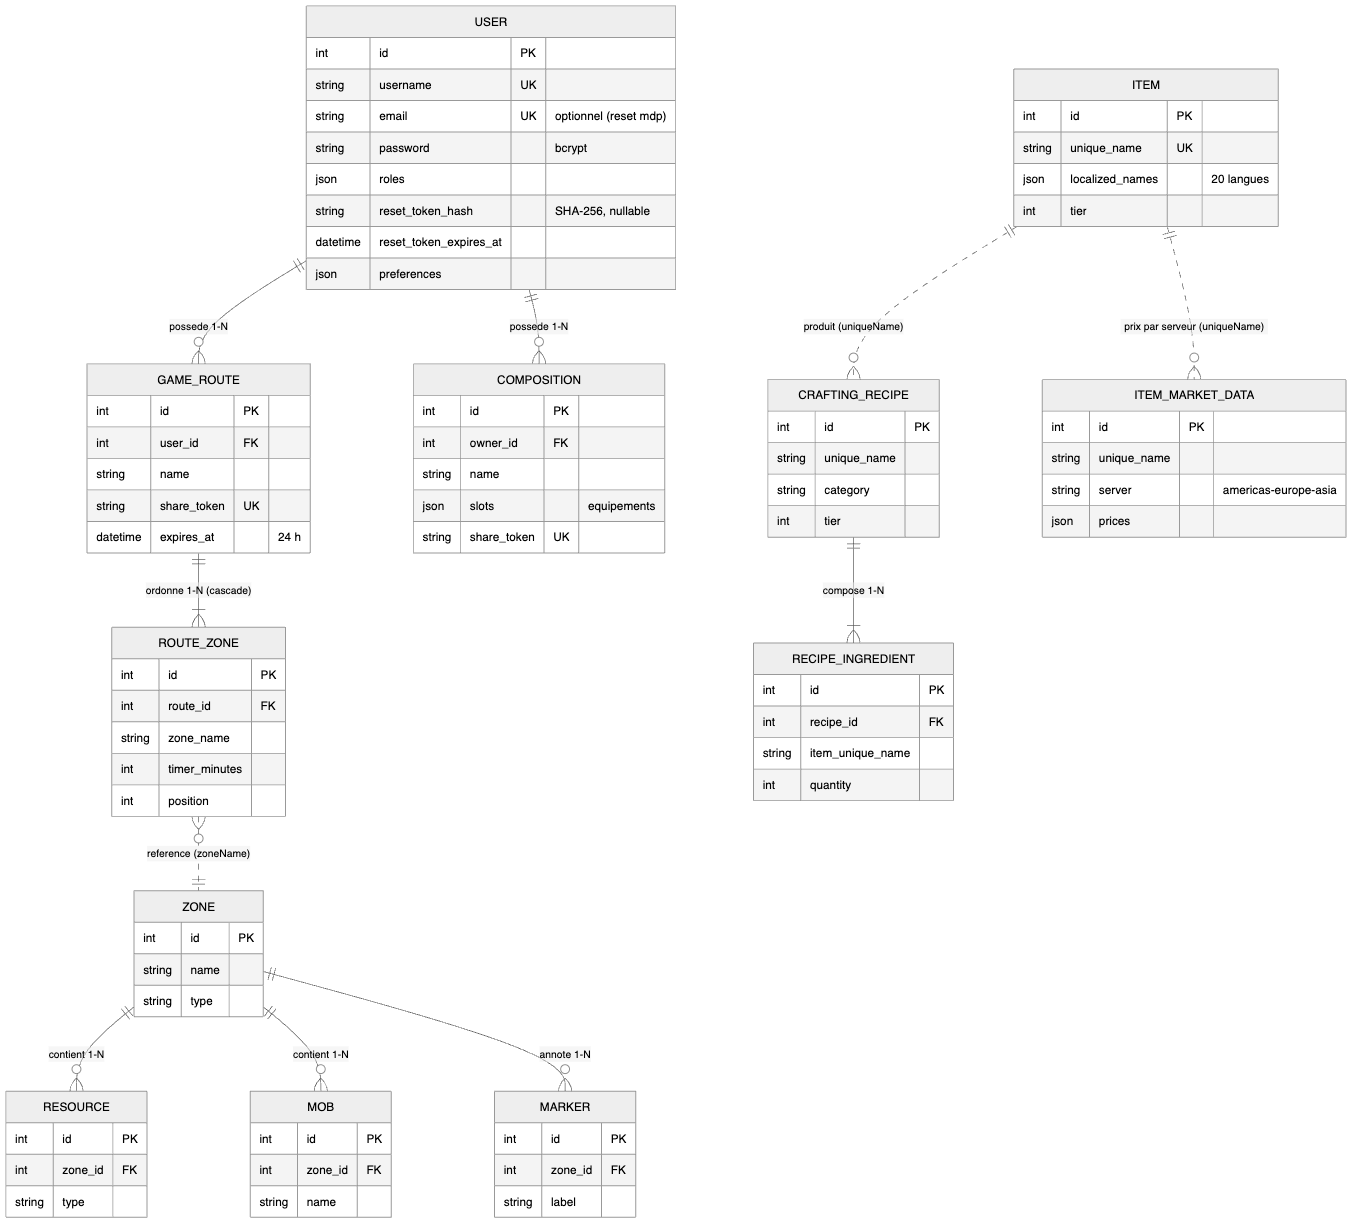 USER
int id PK
string username UK
string email UK optionnel (reset mdp)
string password bcrypt
json roles
string reset_token_hash SHA-256, nullable
datetime reset_token_expires_at
json preferences
ITEM
int id PK
string unique_name UK
json localized_names 20 langues
int tier
possede 1-N
possede 1-N
produit (uniqueName)
prix par serveur (uniqueName)
GAME_ROUTE
int id PK
int user_id FK
string name
string share_token UK
datetime expires_at 24 h
COMPOSITION
int id PK
int owner_id FK
string name
json slots equipements
string share_token UK
CRAFTING_RECIPE
int id PK
string unique_name
string category
int tier
ITEM_MARKET_DATA
int id PK
string unique_name
string server americas-europe-asia
json prices
ordonne 1-N (cascade)
compose 1-N
ROUTE_ZONE
int id PK
int route_id FK
string zone_name
int timer_minutes
int position
RECIPE_INGREDIENT
int id PK
int recipe_id FK
string item_unique_name
int quantity
reference (zoneName)
ZONE
int id PK
string name
string type
contient 1-N
contient 1-N
annote 1-N
RESOURCE
int id PK
int zone_id FK
string type
MOB
int id PK
int zone_id FK
string name
MARKER
int id PK
int zone_id FK
string label